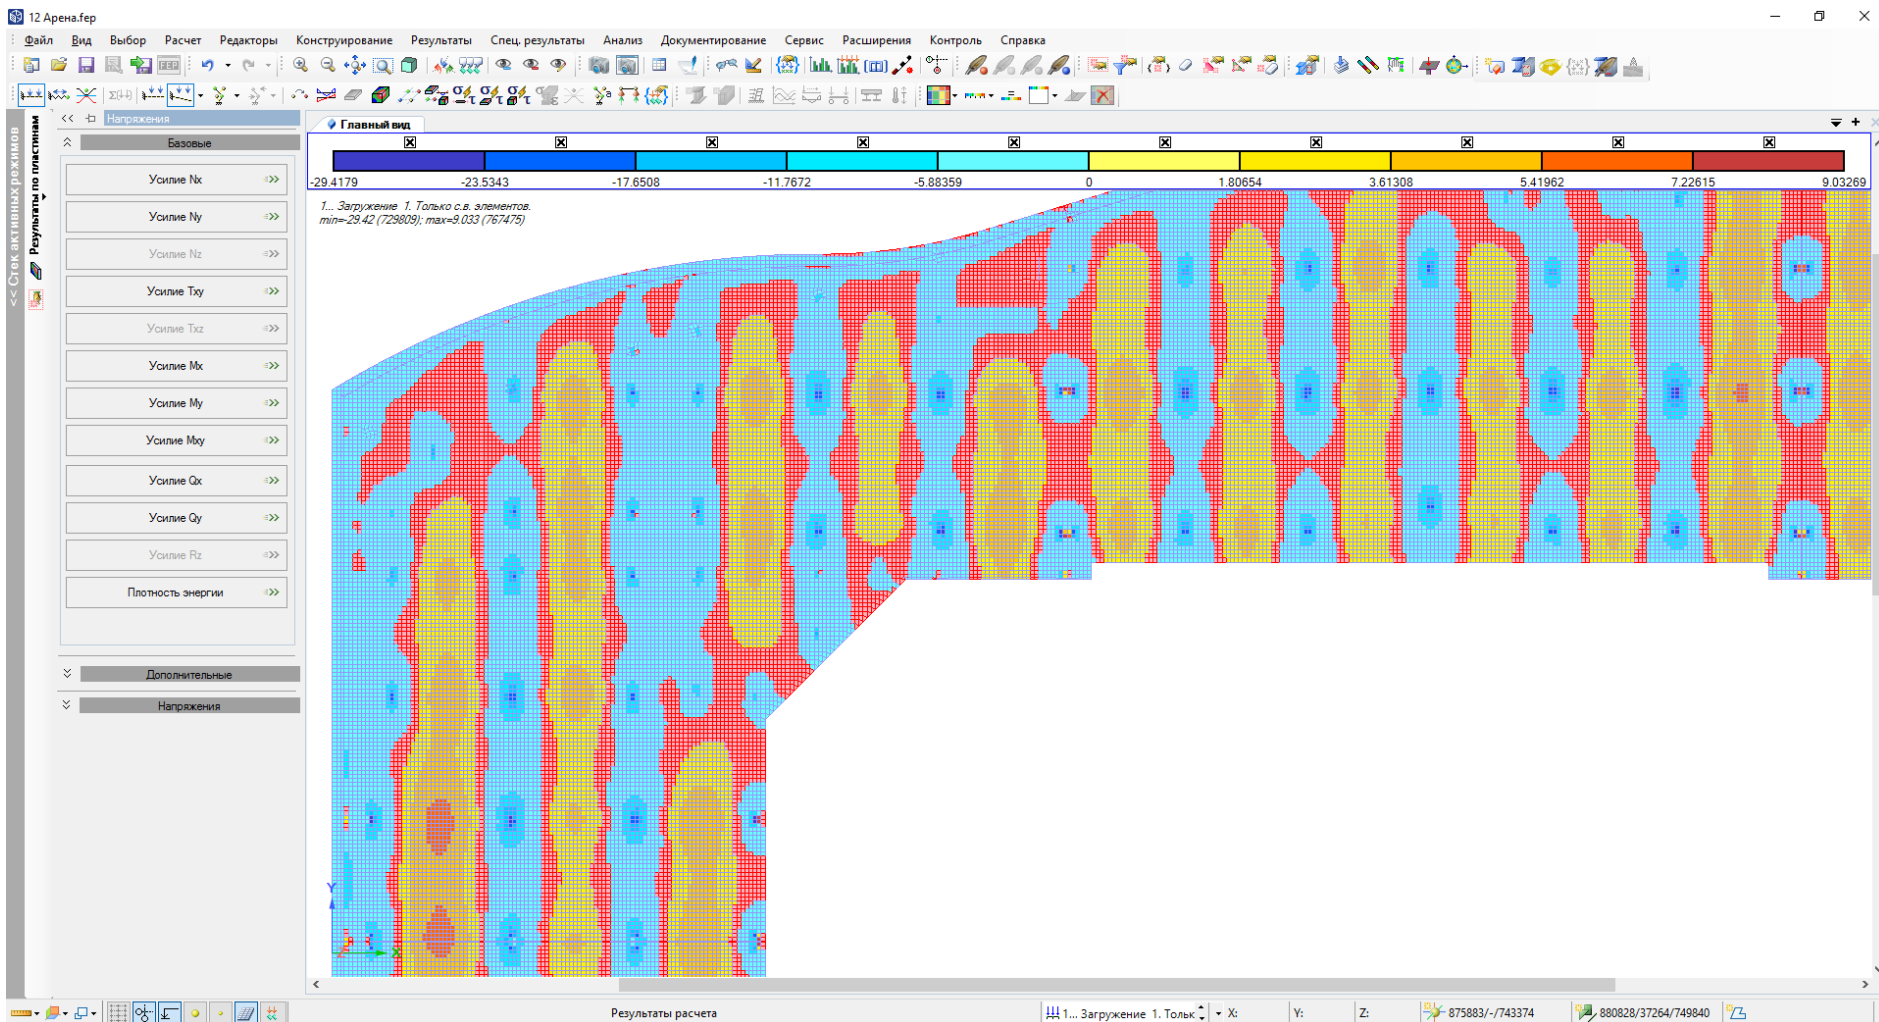 12 Арена.fep
Файл Вид Выбор Расчет Редакторы Конструирование Результаты Спец. результаты Анализ Документирование Сервис Расширения Контроль Справка
<< Стек активных режимов
Результаты по пластинам
Напряжения
Базовые
Усилие Nx
Усилие Ny
Усилие Nz
Усилие Txy
Усилие Txz
Усилие Mx
Усилие My
Усилие Mxy
Усилие Qx
Усилие Qy
Усилие Rz
Плотность энергии
Дополнительные
Напряжения
Главный вид
-29.4179 -23.5343 -17.6508 -11.7672 -5.88359 0 1.80654 3.61308 5.41962 7.22615 9.03269
1... Загружение 1. Только с.в. элементов.
min=-29.42 (729809); max=9.033 (767475)
Y
Z X
Результаты расчета
1... Загружение 1. Тольк X: Y: Z: 875883/-/743374 880828/37264/749840